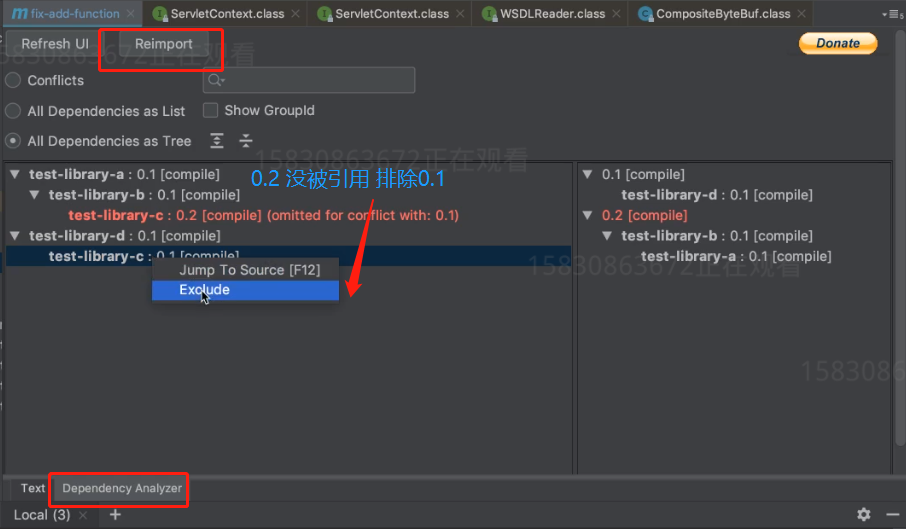 fix-add-function ServletContext.class ServletContext.class WSDLReader.class CompositeByteBuf.class 5
Refresh UI Reimport Donate
15830863672正在观看
Conflicts
All Dependencies as List Show GroupId
All Dependencies as Tree
15830863672正在观看
test-library-a : 0.1 [compile] 0.2 没被引用 排除0.1 0.1 [compile]
test-library-b : 0.1 [compile] test-library-d : 0.1 [compile]
test-library-c : 0.2 [compile] (omitted for conflict with: 0.1) 0.2 [compile]
test-library-d : 0.1 [compile] test-library-b : 0.1 [compile]
test-library-c : 0.1 [compile] test-library-a : 0.1 [compile]
15830863672正在观看
Jump To Source [F12]
Exclude
158308
Text Dependency Analyzer
Local (3)